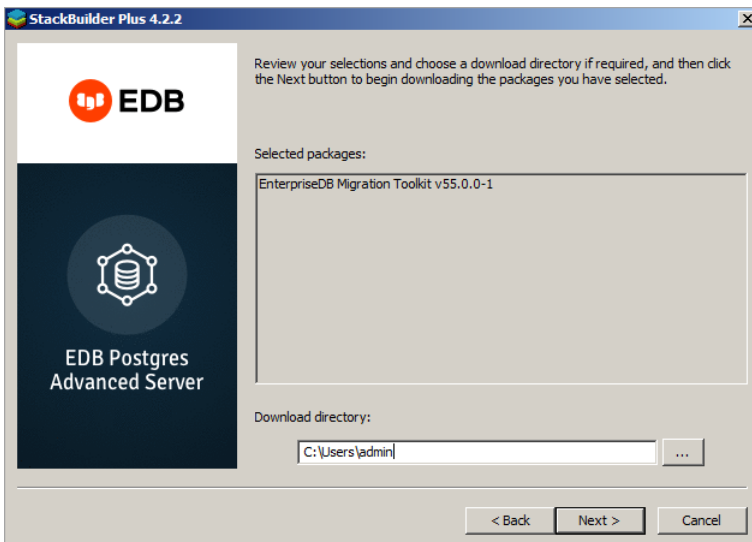 StackBuilder Plus 4.2.2
EDB
EDB Postgres
Advanced Server
Review your selections and choose a download directory if required, and then click
the Next button to begin downloading the packages you have selected.
Selected packages:
EnterpriseDB Migration Toolkit v55.0.0-1
Download directory:
C:\Users\admin
...
< Back
Next >
Cancel